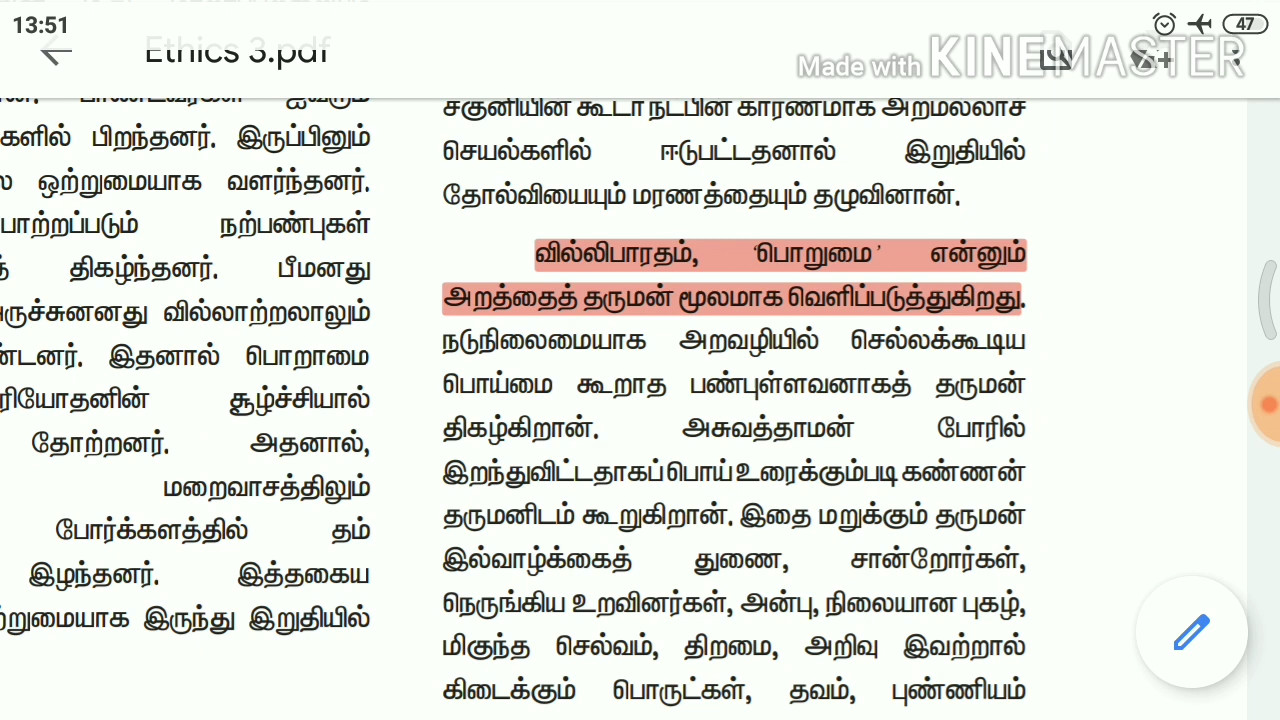 13:51
47
Ethics 3.pdf
Made with KINEMASTER
களில் பிறந்தனர். இருப்பினும்
ஒற்றுமையாக வளர்ந்தனர்.
நற்பண்புகள்
திகழ்ந்தனர். பீமனது
வில்லாற்றலாலும்
இதனால் பொறாமை
சூழ்ச்சியால்
தோற்றனர். அதனால்,
மறைவாசத்திலும்
போர்க்களத்தில் தம்
இழந்தனர். இத்தகைய
இருந்து இறுதியில்
சகுனியின் கூடா நட்பின் காரணமாக அறமல்லாச்
செயல்களில் ஈடுபட்டதனால் இறுதியில்
தோல்வியையும் மரணத்தையும் தழுவினான்.
வில்லிபாரதம், ‘பொறுமை’ என்னும்
அறத்தைத் தருமன் மூலமாக வெளிப்படுத்துகிறது.
நடுநிலைமையாக அறவழியில் செல்லக்கூடிய
பொய்மை கூறாத பண்புள்ளவனாகத் தருமன்
திகழ்கிறான். அசுவத்தாமன் போரில்
இறந்துவிட்டதாகப் பொய் உரைக்கும்படி கண்ணன்
தருமனிடம் கூறுகிறான். இதை மறுக்கும் தருமன்
இல்வாழ்க்கைத் துணை, சான்றோர்கள்,
நெருங்கிய உறவினர்கள், அன்பு, நிலையான புகழ்,
மிகுந்த செல்வம், திறமை, அறிவு இவற்றால்
கிடைக்கும் பொருட்கள், தவம், புண்ணியம்